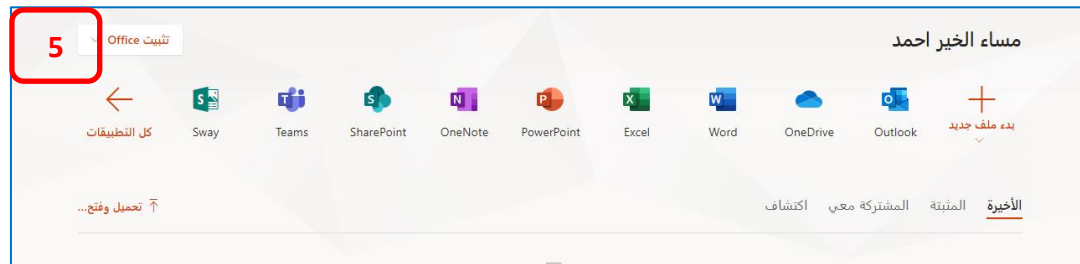 5
مساء الخير احمد
تثبيت Office
بدء ملف جديد
Outlook
OneDrive
Word
Excel
PowerPoint
OneNote
SharePoint
Teams
Sway
كل التطبيقات
الأخيرة
المثبتة
المشتركة معي
اكتشاف
تحميل وفتح...